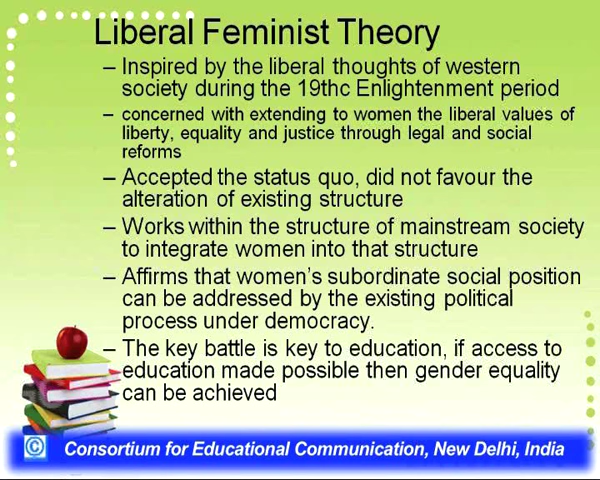 Liberal Feminist Theory
– Inspired by the liberal thoughts of western
society during the 19thc Enlightenment period
– concerned with extending to women the liberal values of
liberty, equality and justice through legal and social
reforms
– Accepted the status quo, did not favour the
alteration of existing structure
– Works within the structure of mainstream society
to integrate women into that structure
– Affirms that women's subordinate social position
can be addressed by the existing political
process under democracy.
– The key battle is key to education, if access to
education made possible then gender equality
can be achieved
© Consortium for Educational Communication, New Delhi, India